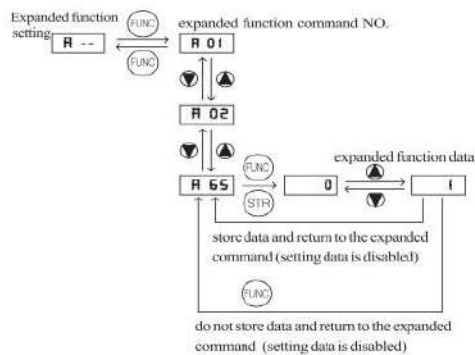 Expanded function
setting
FUNC
expanded function command NO.
A --
A 01
FUNC
A 02
FUNC
expanded function data
A 65
0
1
STR
store data and return to the expanded
command (setting data is disabled)
FUNC
do not store data and return to the expanded
command (setting data is disabled)